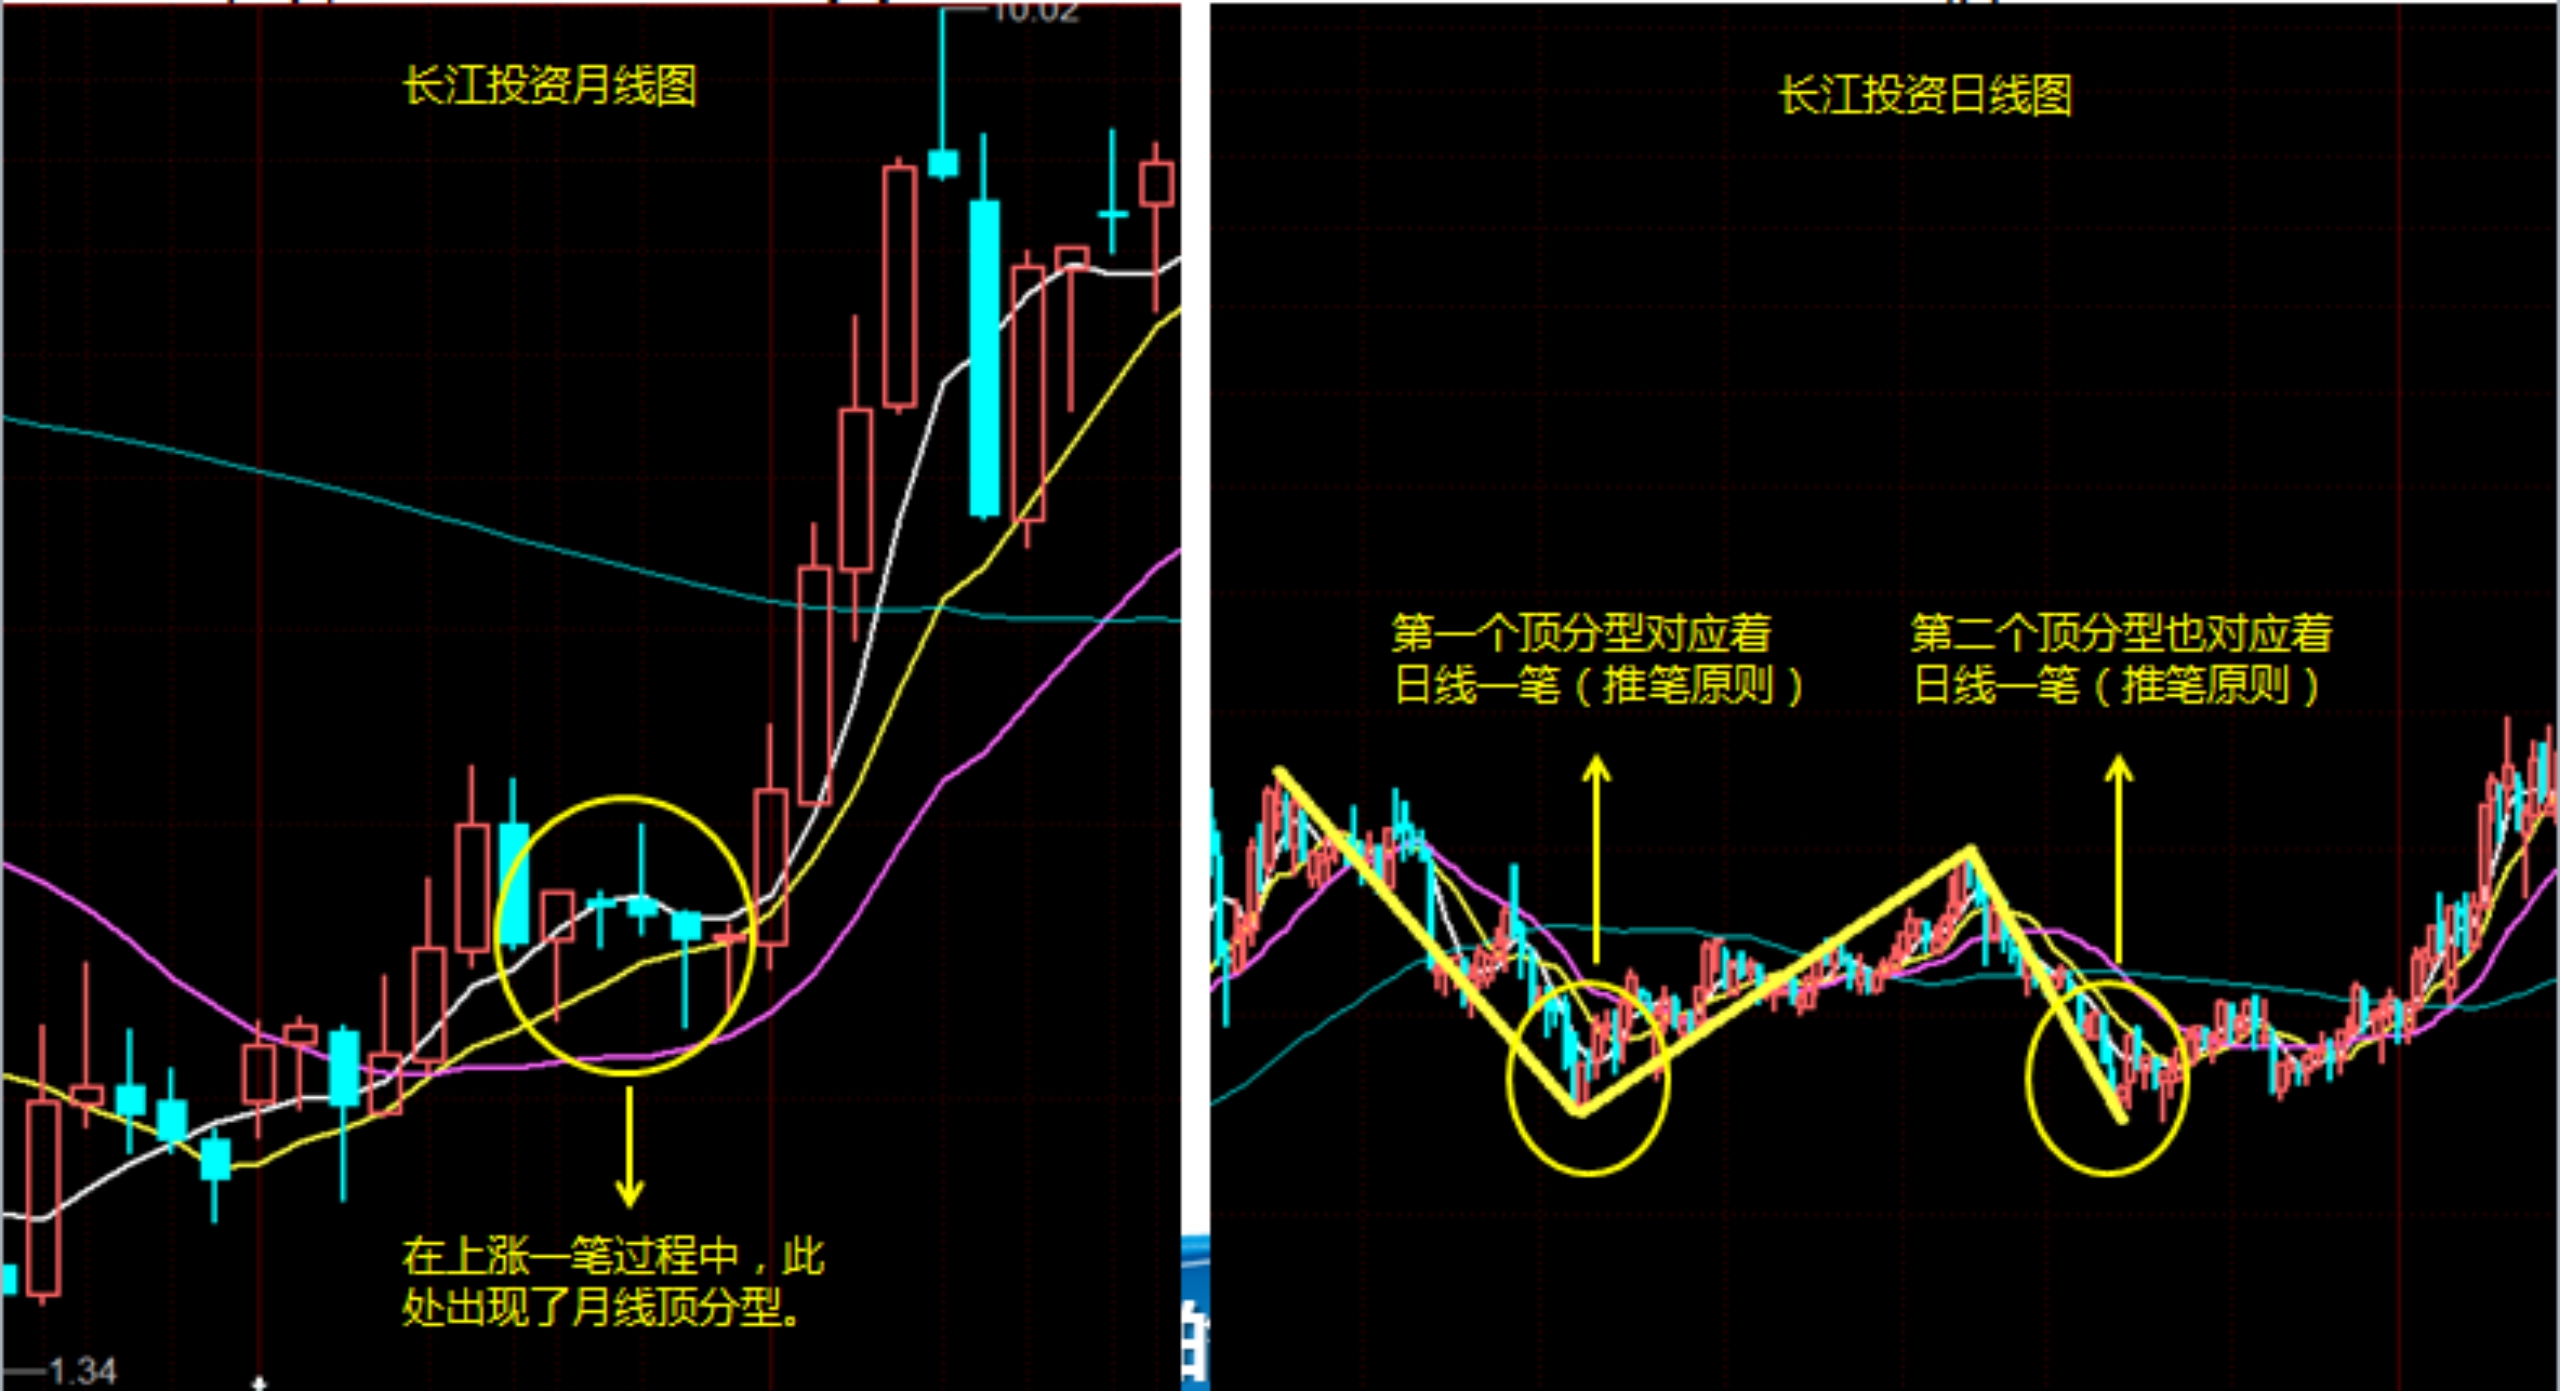 10.02
长江投资月线图
在上涨一笔过程中，此
处出现了月线顶分型。
1.34
长江投资日线图
第一个顶分型对应着
日线一笔（推笔原则）
第二个顶分型也对应着
日线一笔（推笔原则）